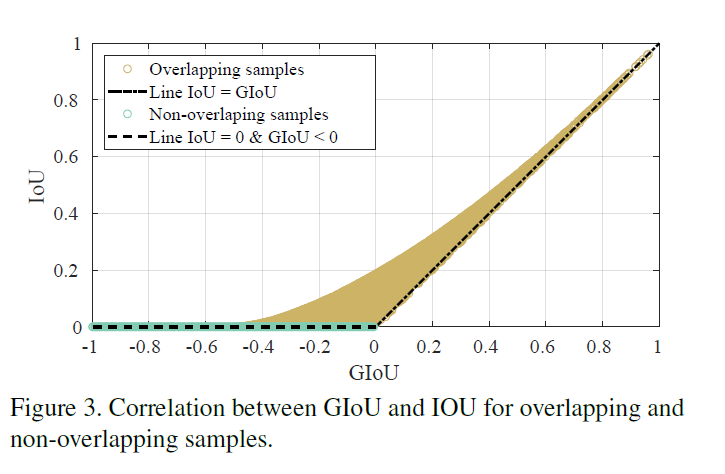 1
Overlapping samples
Line IoU = GIoU
Non-overlaping samples
Line IoU = 0 & GIoU < 0
0.8
0.6
0.4
0.2
0
IoU
-1 -0.8 -0.6 -0.4 -0.2 0 0.2 0.4 0.6 0.8 1
GIoU
Figure 3. Correlation between GIoU and IOU for overlapping and
non-overlapping samples.